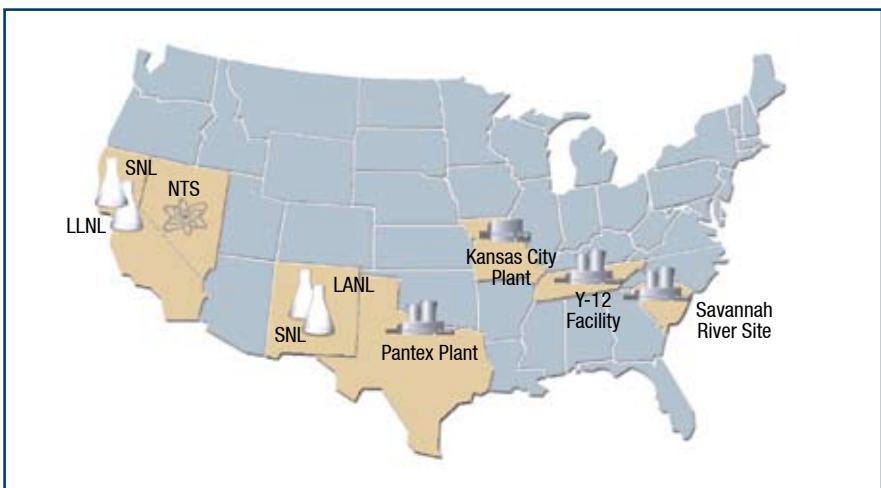 SNL
NTS
LLNL
LANL
SNL
Pantex Plant
Kansas City
Plant
Y-12
Facility
Savannah
River Site